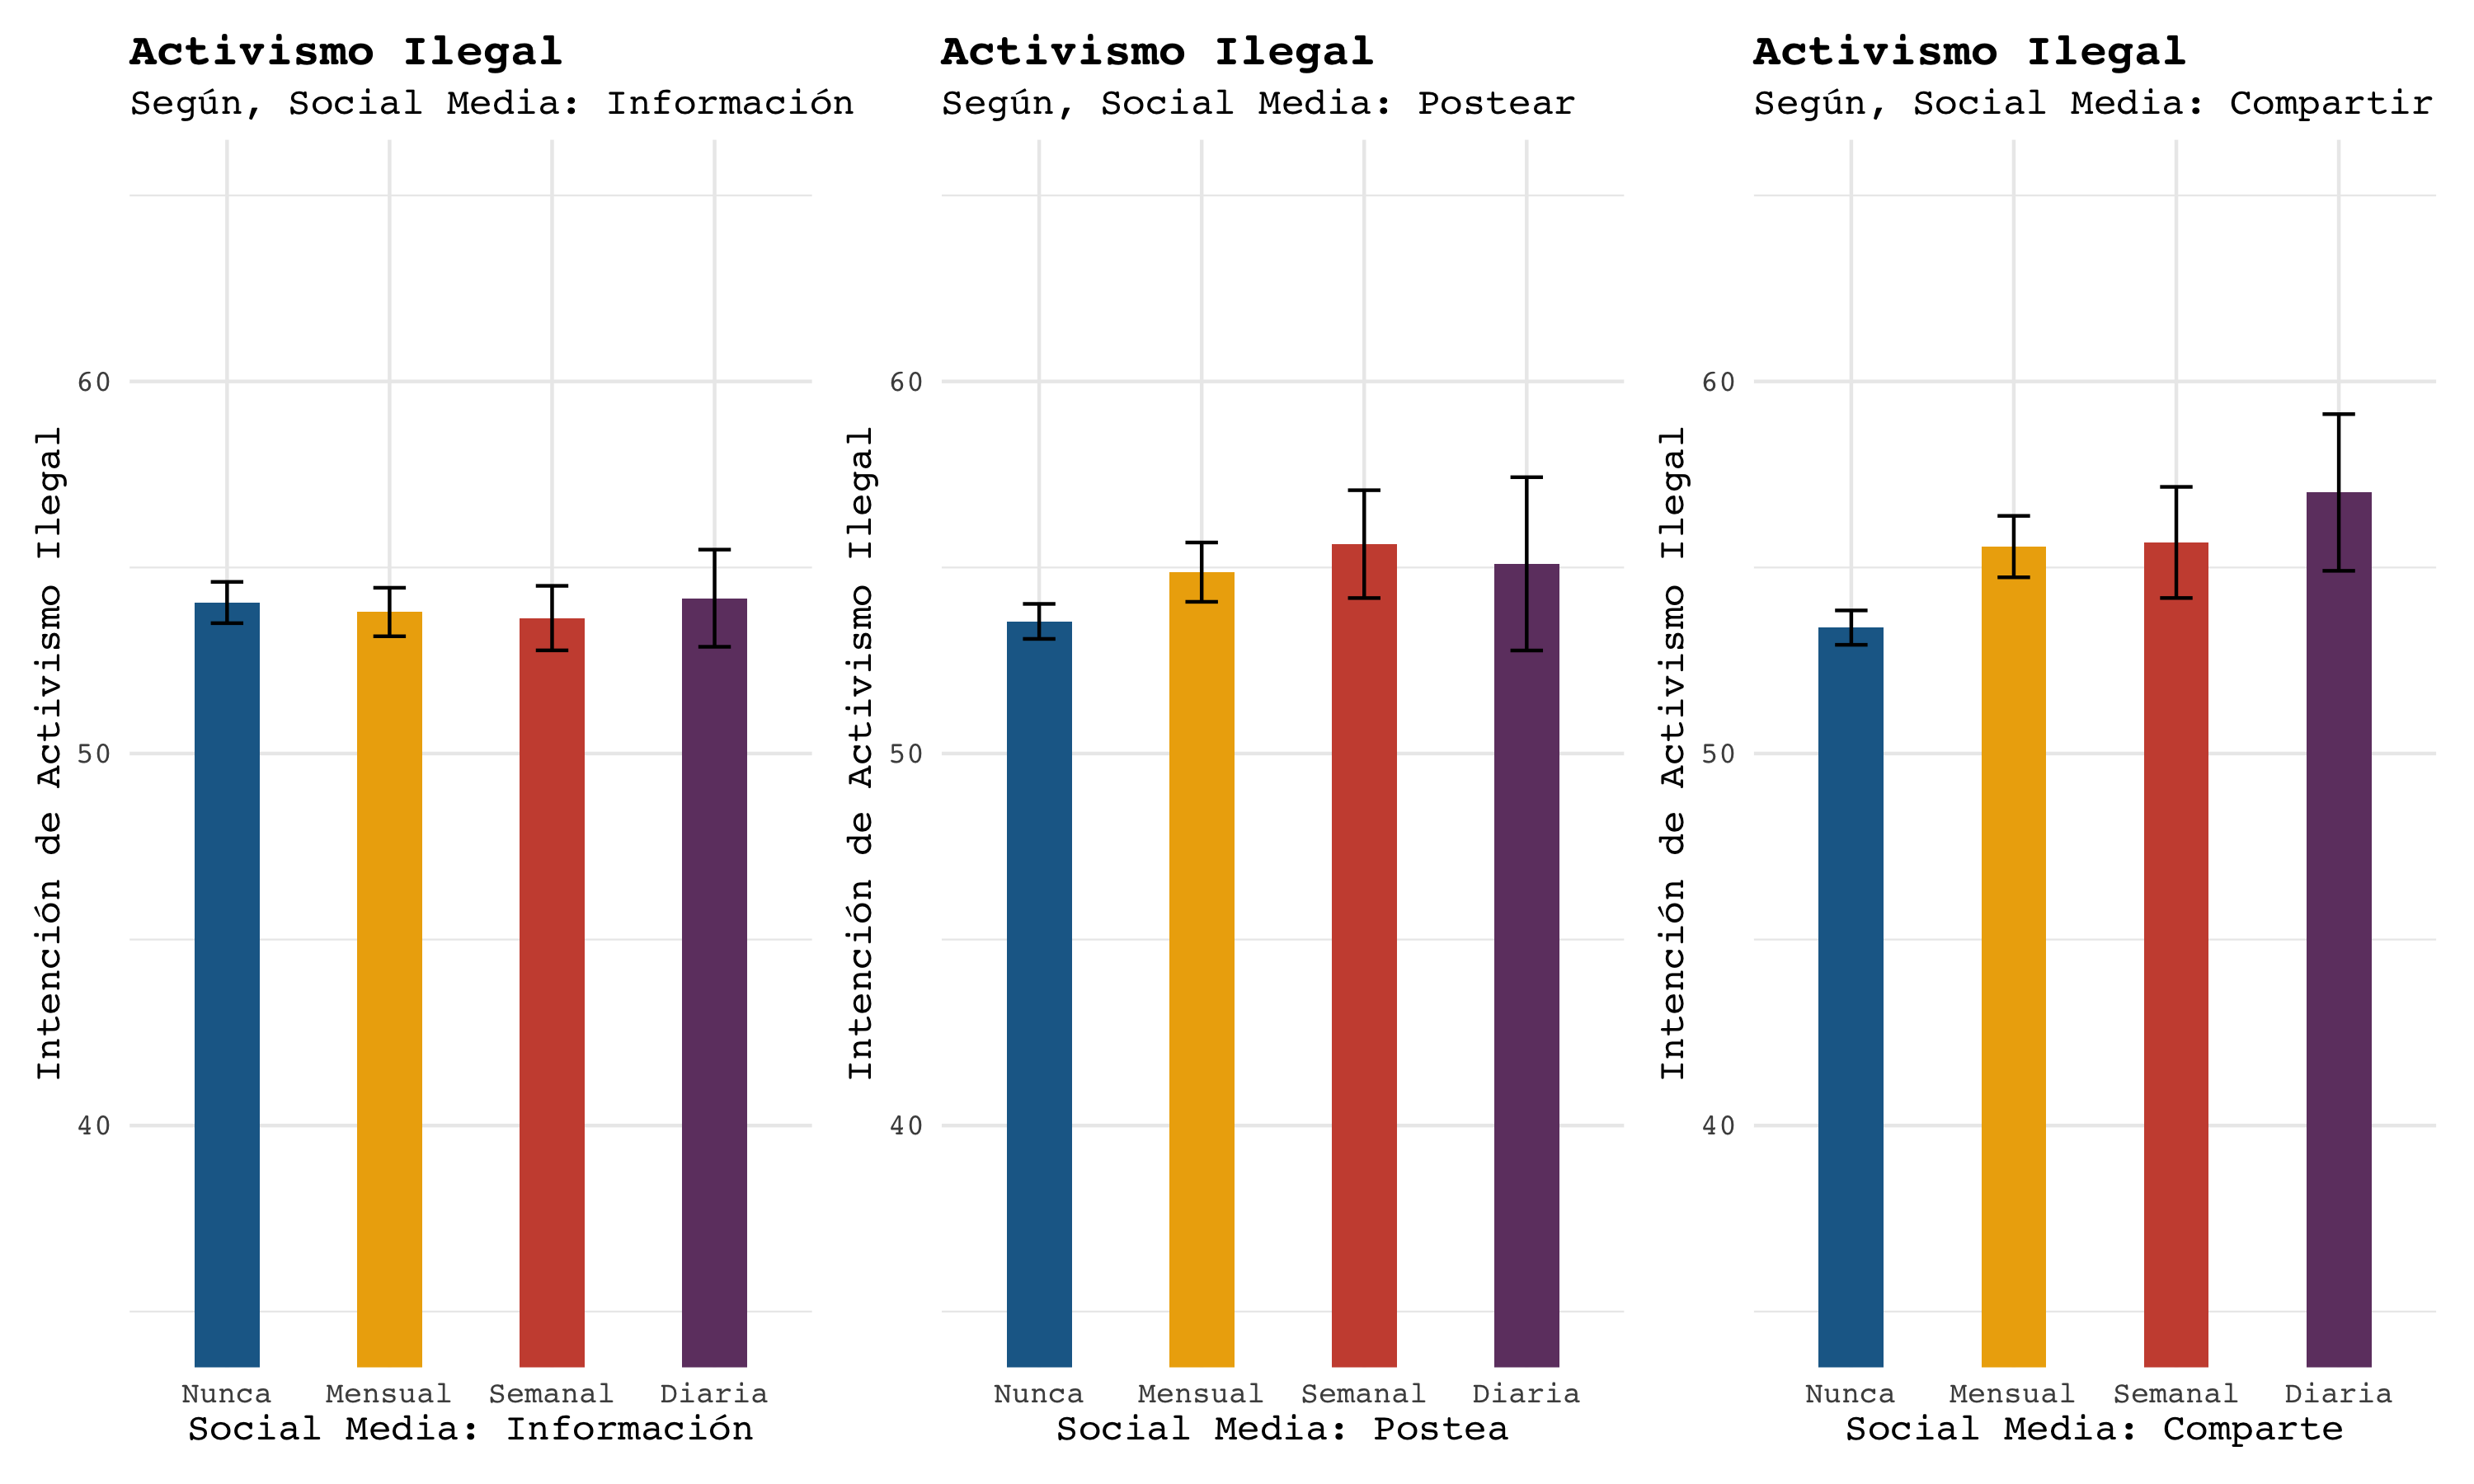 Activismo Ilegal
Según, Social Media: Información
60
50
40
Intención de Activismo Ilegal
Nunca Mensual Semanal Diaria
Social Media: Información
Activismo Ilegal
Según, Social Media: Postear
60
50
40
Intención de Activismo Ilegal
Nunca Mensual Semanal Diaria
Social Media: Postea
Activismo Ilegal
Según, Social Media: Compartir
60
50
40
Intención de Activismo Ilegal
Nunca Mensual Semanal Diaria
Social Media: Comparte